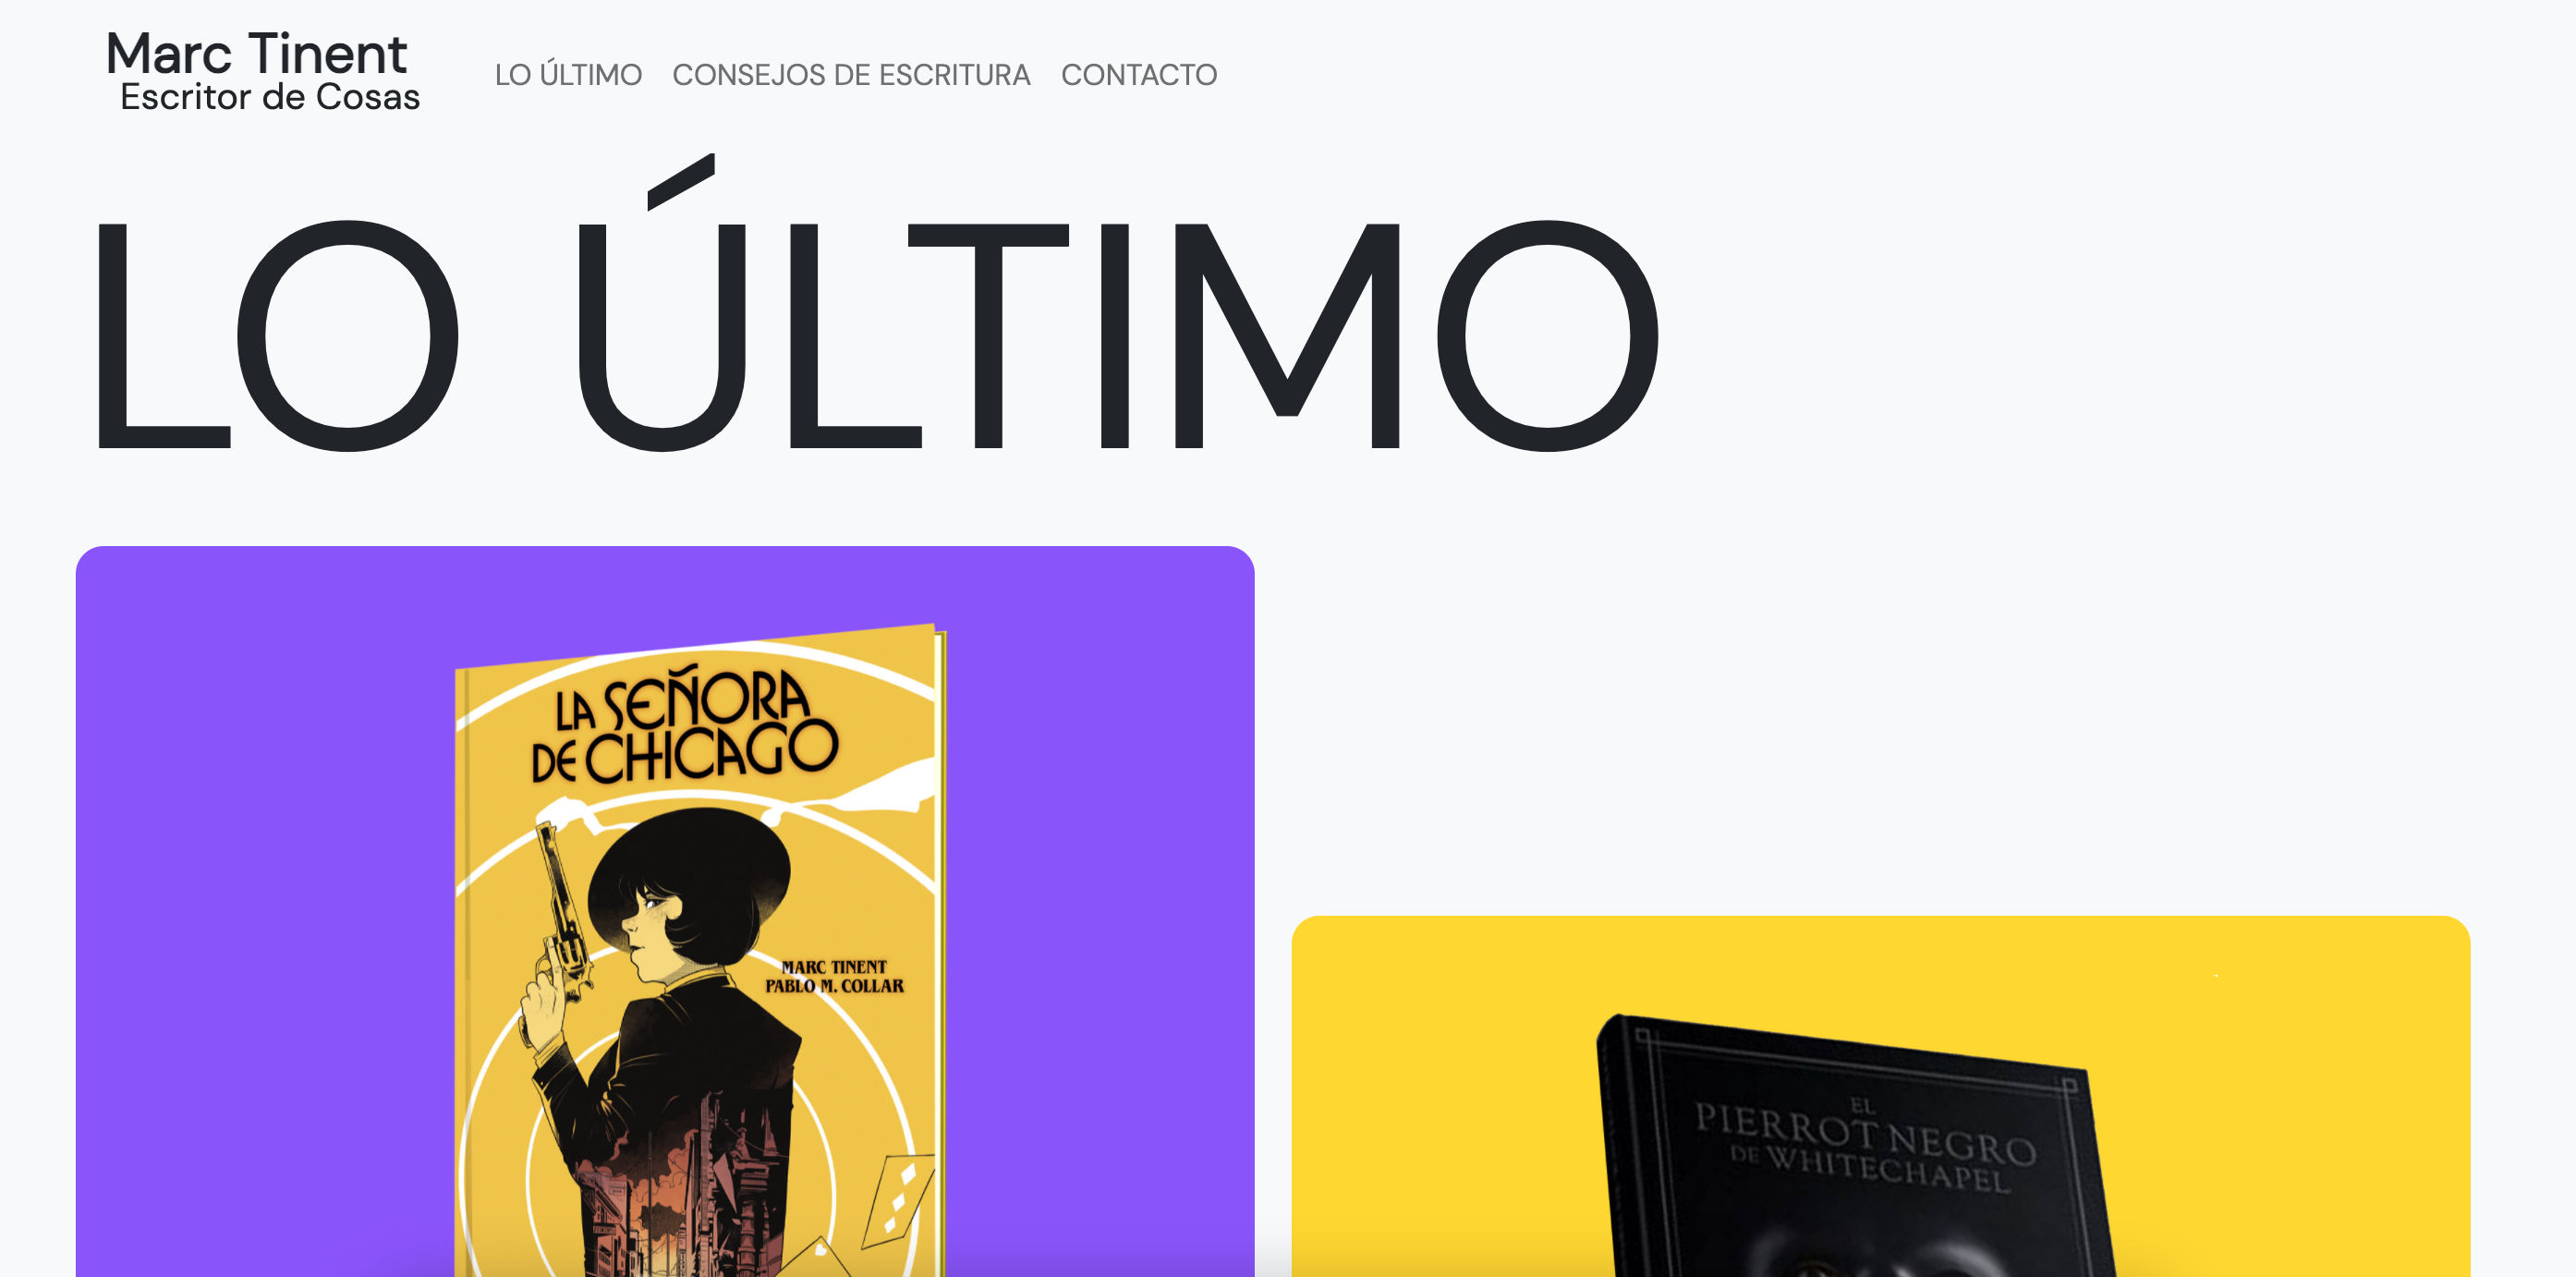 Marc Tinent
Escritor de Cosas
LO ÚLTIMO CONSEJOS DE ESCRITURA CONTACTO
LO ÚLTIMO
LA SEÑORA
DE CHICAGO
MARC TINENT
PABLO M. COLLAR
EL
PIERROT NEGRO
DE WHITECHAPEL